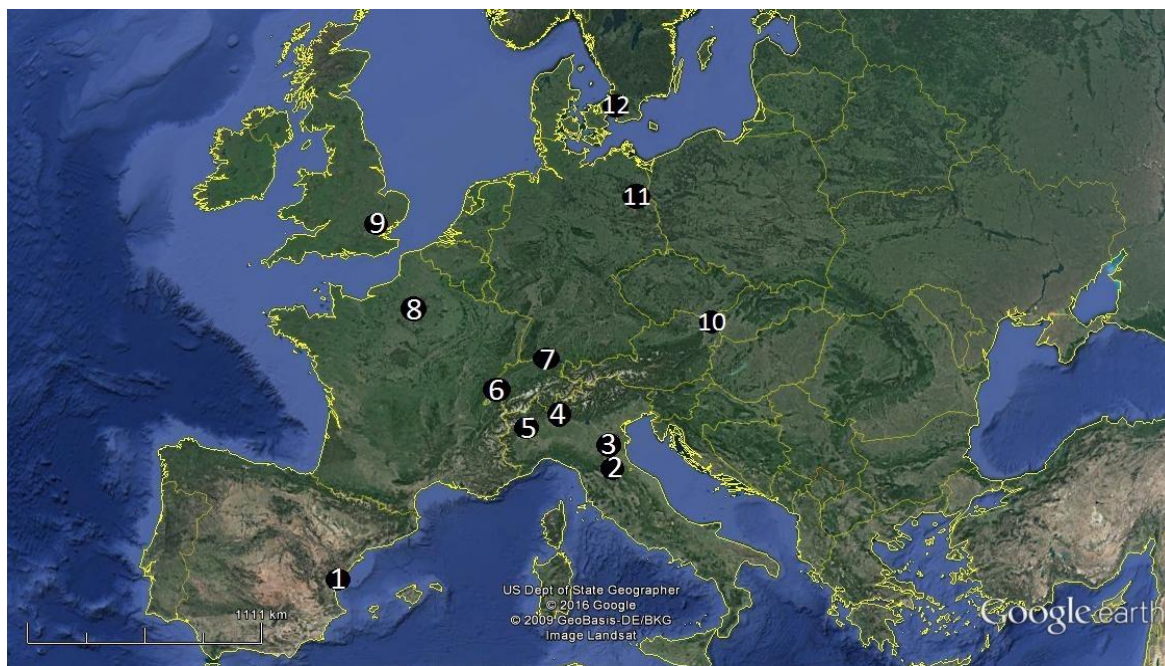 12
11
9
8
10
7
6
4
5
3
2
1
1111 km
US Dept of State Geographer
© 2016 Google
© 2009 GeoBasis-DE/BKG
Image Landsat
Google earth